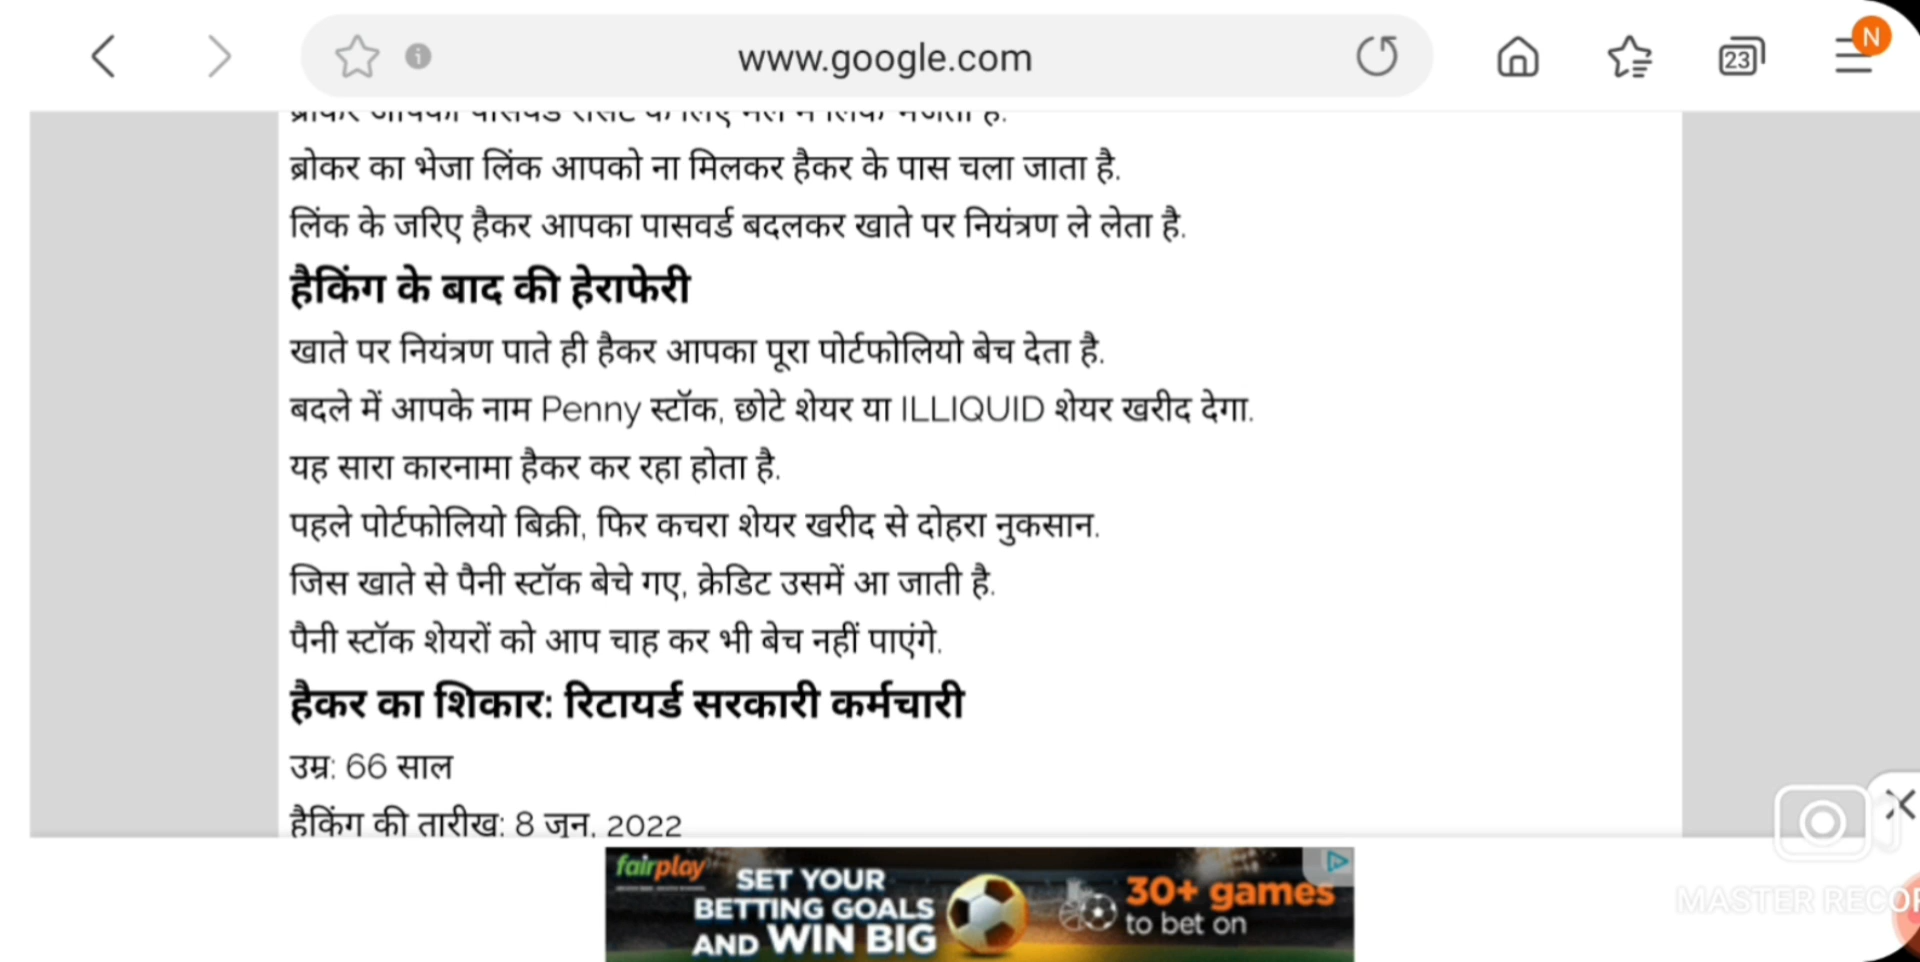 www.google.com
23
N
ब्रोकर का भेजा लिंक आपको ना मिलकर हैकर के पास चला जाता है.
लिंक के जरिए हैकर आपका पासवर्ड बदलकर खाते पर नियंत्रण ले लेता है.
हैकिंग के बाद की हेराफेरी
खाते पर नियंत्रण पाते ही हैकर आपका पूरा पोर्टफोलियो बेच देता है.
बदले में आपके नाम Penny स्टॉक, छोटे शेयर या ILLIQUID शेयर खरीद देगा.
यह सारा कारनामा हैकर कर रहा होता है.
पहले पोर्टफोलियो बिक्री, फिर कचरा शेयर खरीद से दोहरा नुकसान.
जिस खाते से पैनी स्टॉक बेचे गए, क्रेडिट उसमें आ जाती है.
पैनी स्टॉक शेयरों को आप चाह कर भी बेच नहीं पाएंगे.
हैकर का शिकार: रिटायर्ड सरकारी कर्मचारी
उम्र: 66 साल
हैकिंग की तारीख: 8 जून, 2022
fairplay
SET YOUR
BETTING GOALS
AND WIN BIG
30+ games
to bet on
MASTER RECOR